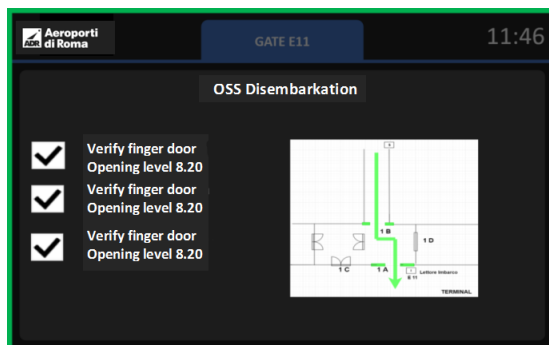 ADR Aeroporti
di Roma
GATE E11
11:46
OSS Disembarkation
Verify finger door
Opening level 8.20
Verify finger door
Opening level 8.20
Verify finger door
Opening level 8.20
1 B
1 D
1 C
1 A
E 11
Lettore Imbarco
TERMINAL